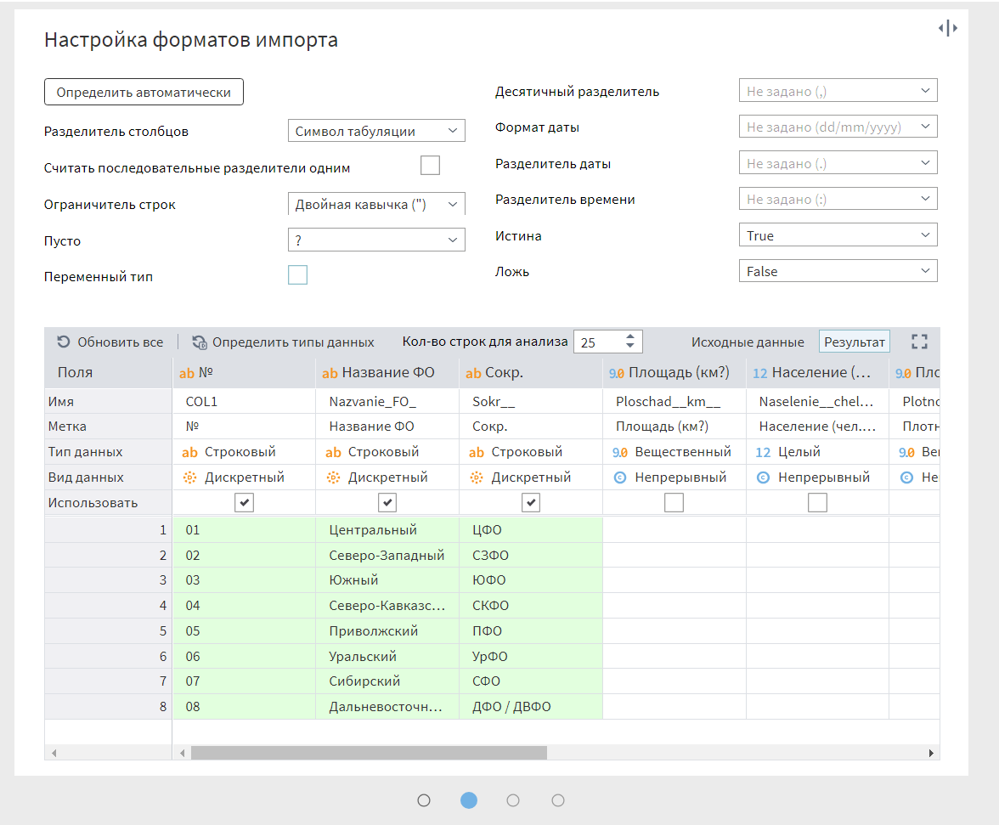 Настройка форматов импорта
Определить автоматически
Разделитель столбцов Символ табуляции
Считать последовательные разделители одним
Ограничитель строк Двойная кавычка (")
Пусто ?
Переменный тип
Десятичный разделитель Не задано (,)
Формат даты Не задано (dd/mm/yyyy)
Разделитель даты Не задано (.)
Разделитель времени Не задано (:)
Истина True
Ложь False
Обновить все Определить типы данных Кол-во строк для анализа 25 Исходные данные Результат
Поля ab № ab Название ФО ab Сокр. 9.0 Площадь (км?) 12 Население (... 9.0 Пло
Имя COL1 Nazvanie_FO_ Sokr__ Ploschad__km__ Naselenie__chel... Plotno
Метка № Название ФО Сокр. Площадь (км?) Население (чел.... Плотн
Тип данных ab Строковый ab Строковый ab Строковый 9.0 Вещественный 12 Целый 9.0 Ве
Вид данных Дискретный Дискретный Дискретный Непрерывный Непрерывный Не
Использовать
1 01 Центральный ЦФО
2 02 Северо-Западный СЗФО
3 03 Южный ЮФО
4 04 Северо-Кавказс... СКФО
5 05 Приволжский ПФО
6 06 Уральский УрФО
7 07 Сибирский СФО
8 08 Дальневосточн... ДФО / ДВФО